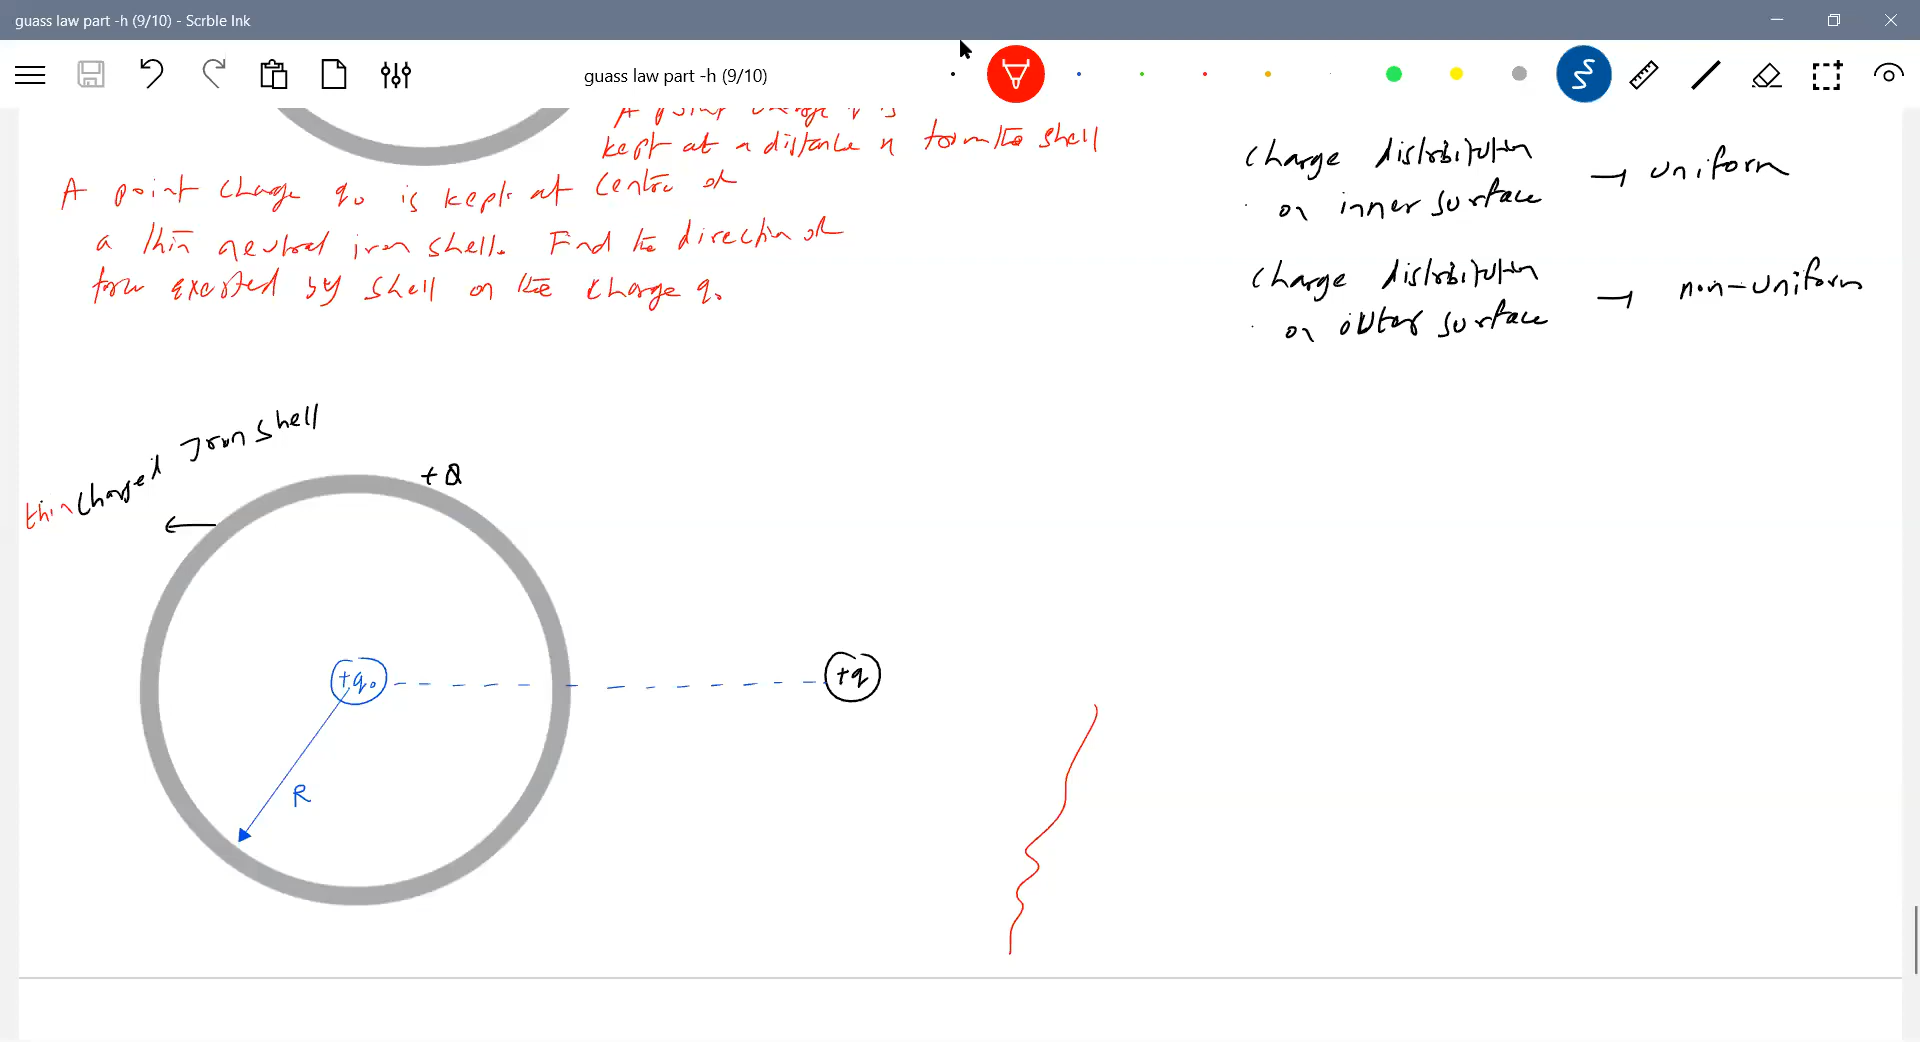 guass law part -h (9/10) - Scrble Ink
guass law part -h (9/10)
A point charge q is
kept at a distance x from the shell
A point charge q₀ is kept at centre of
a thin neutral iron shell. Find the direction of
force exerted by shell on the charge q₀
charge distribution
on inner surface → uniform
charge distribution
on outer surface → non-uniform
thin charged Iron shell
+Q
+q₀
+q
R